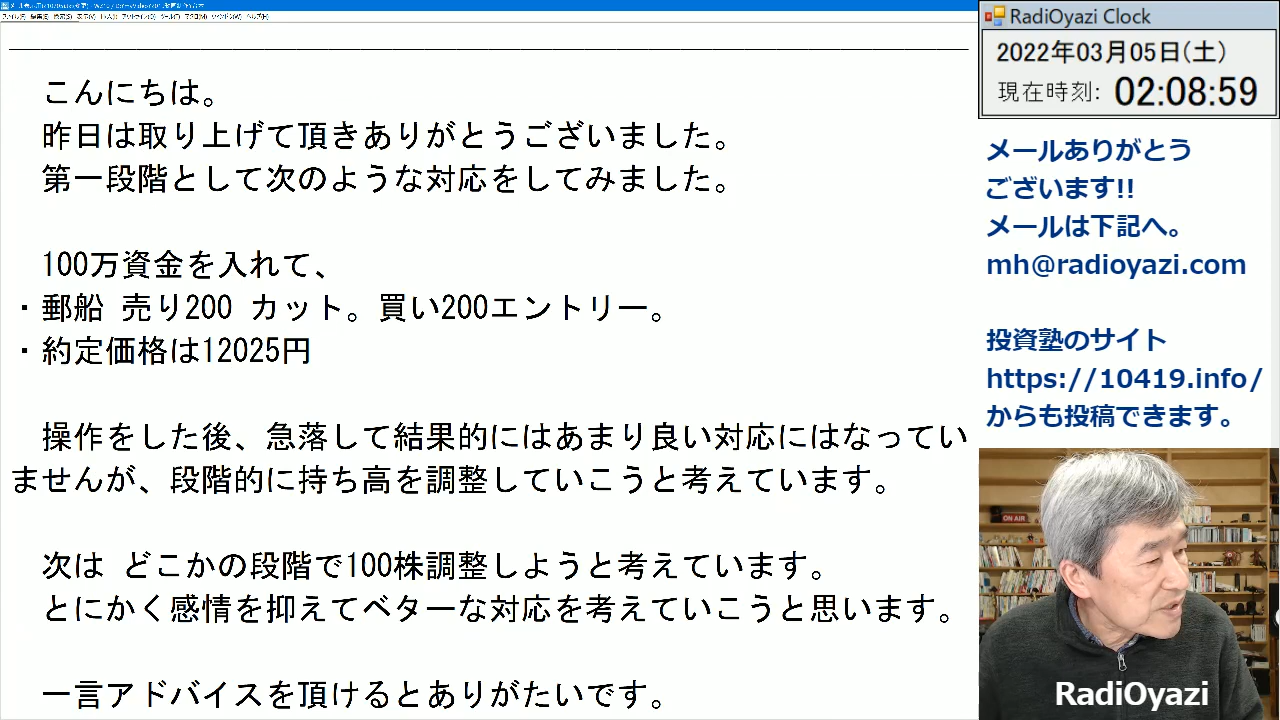 こんにちは。
昨日は取り上げて頂きありがとうございました。
第一段階として次のような対応をしてみました。
100万資金を入れて、
・郵船 売り200 カット。買い200エントリー。
・約定価格は12025円
操作をした後、急落して結果的にはあまり良い対応にはなってい
ませんが、段階的に持ち高を調整していこうと考えています。
次は どこかの段階で100株調整しようと考えています。
とにかく感情を抑えてベターな対応を考えていこうと思います。
一言アドバイスを頂けるとありがたいです。
RadiOyazi Clock
2022年03月05日(土)
現在時刻: 02:08:59
メールありがとう
ございます!!
メールは下記へ。
mh@radioyazi.com
投資塾のサイト
https://10419.info/
からも投稿できます。
ON AIR
RadiOyazi